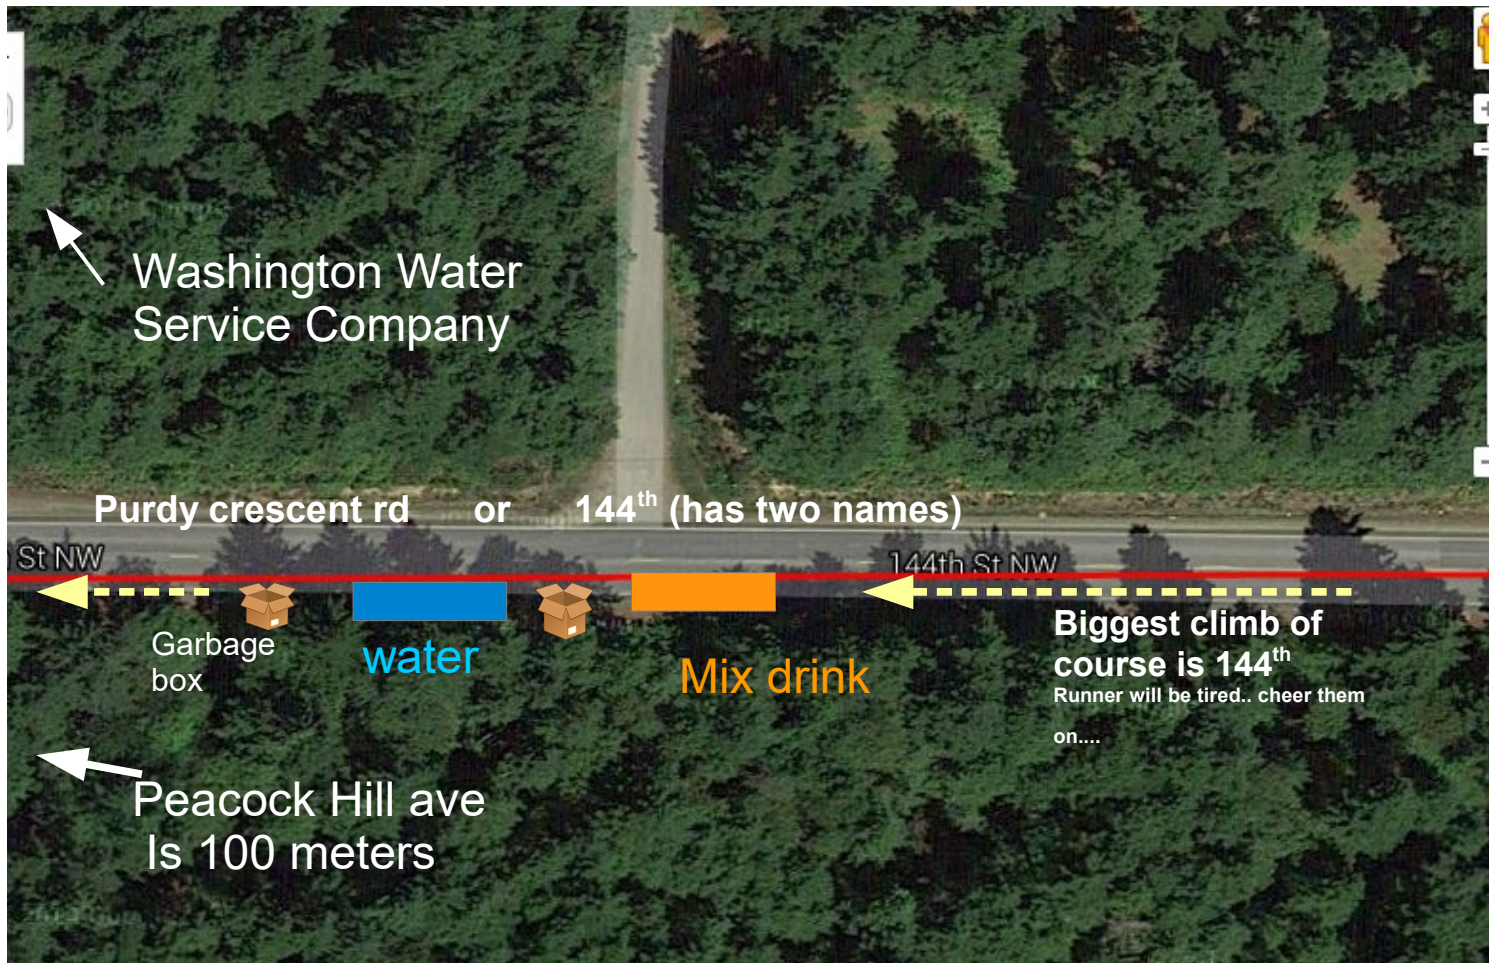 Washington Water
Service Company
Purdy crescent rd or 144th (has two names)
St NW
144th St NW
Garbage
box
water
Mix drink
Biggest climb of
course is 144th
Runner will be tired.. cheer them
on....
Peacock Hill ave
Is 100 meters